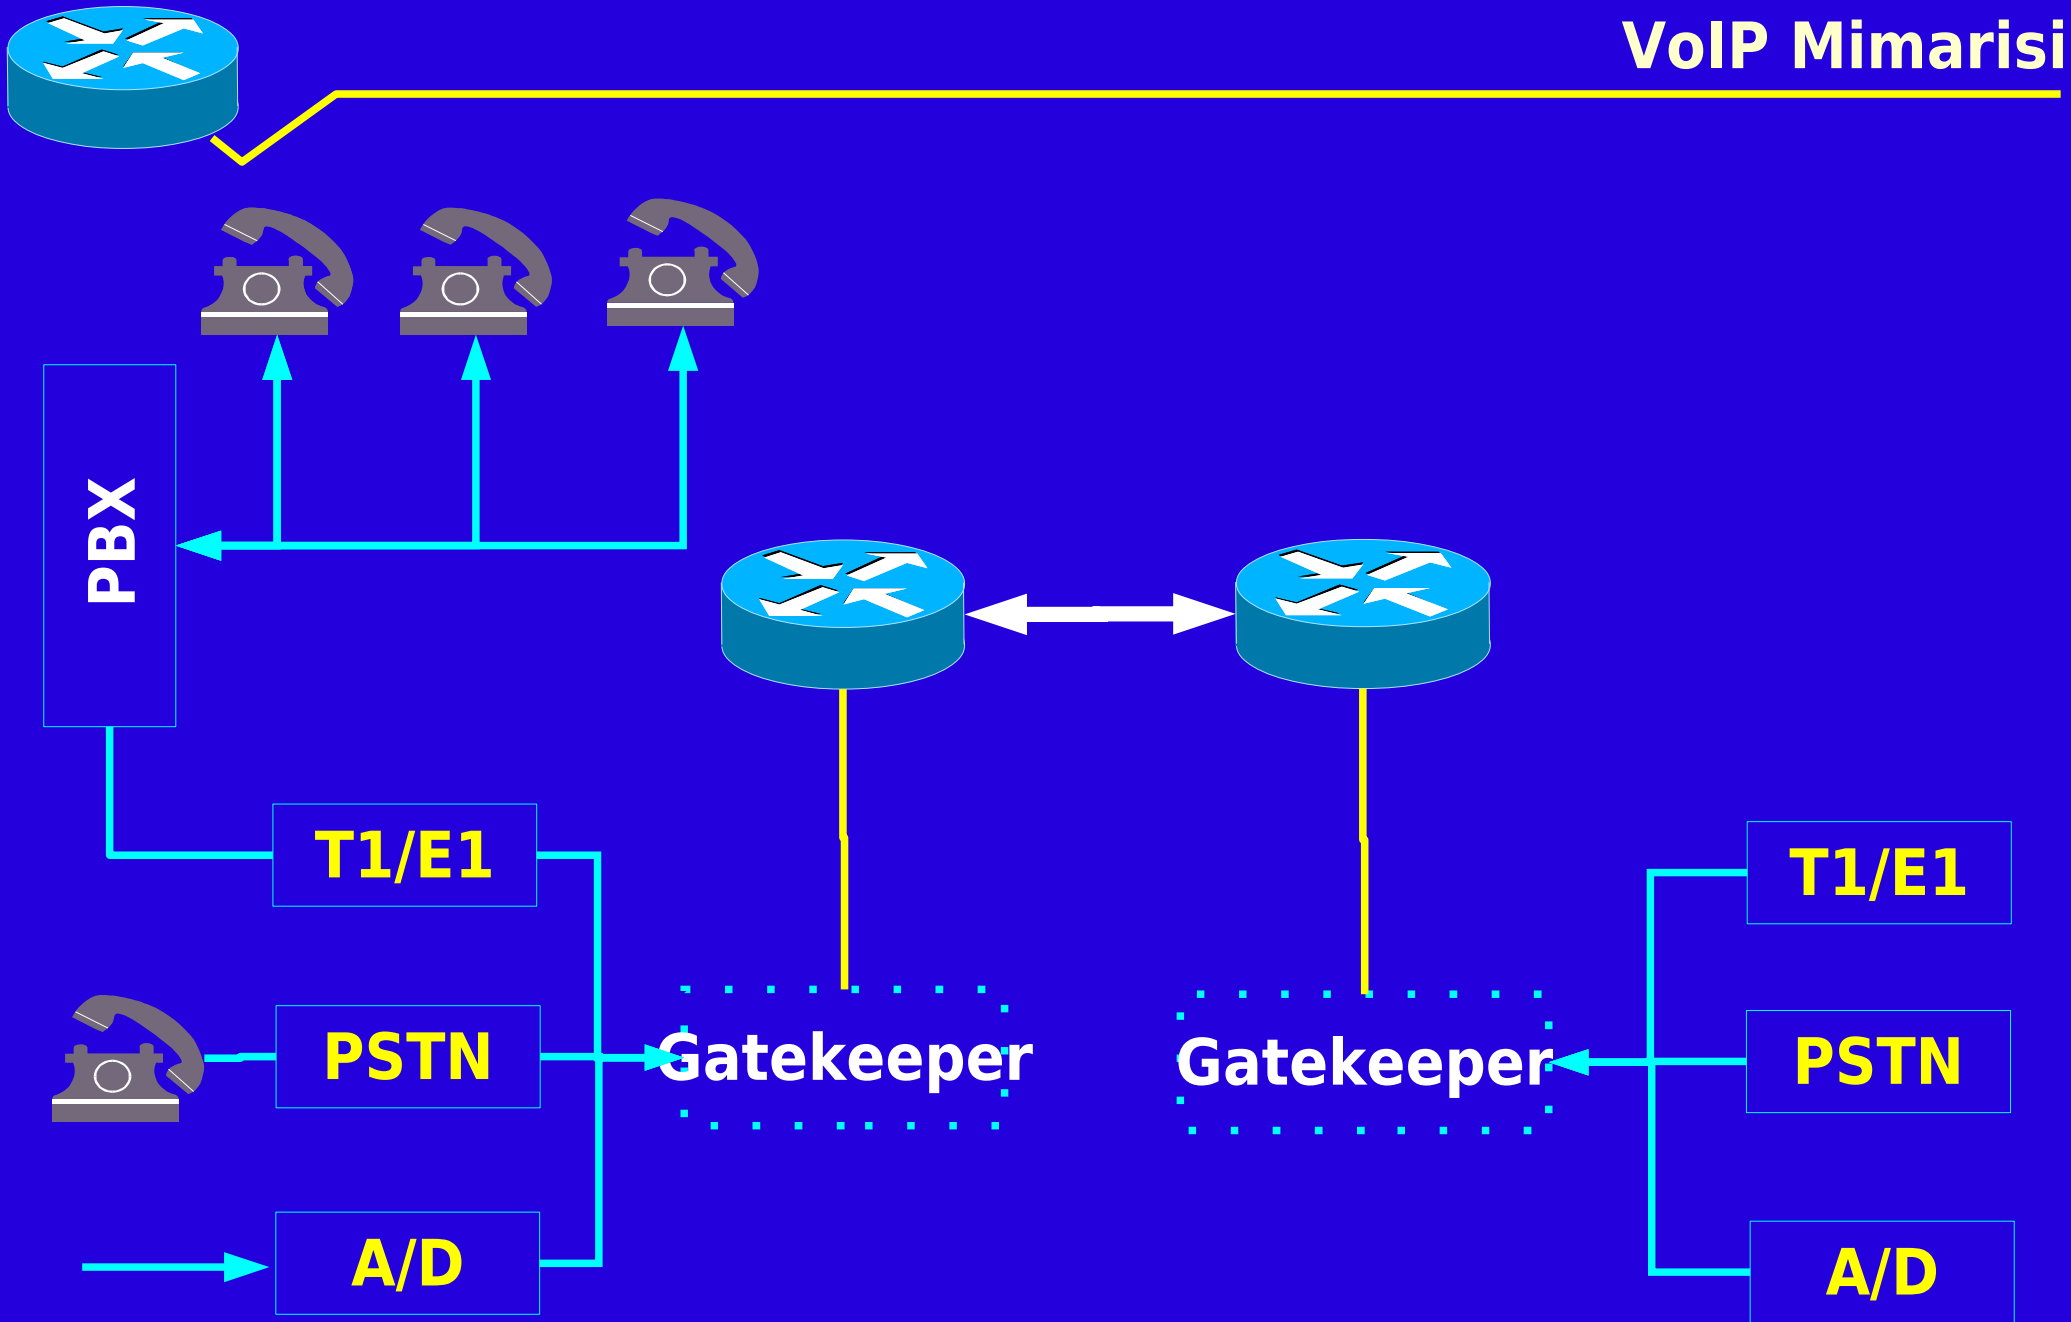 VoIP Mimarisi
PBX
T1/E1
T1/E1
PSTN
Gatekeeper
Gatekeeper
PSTN
A/D
A/D